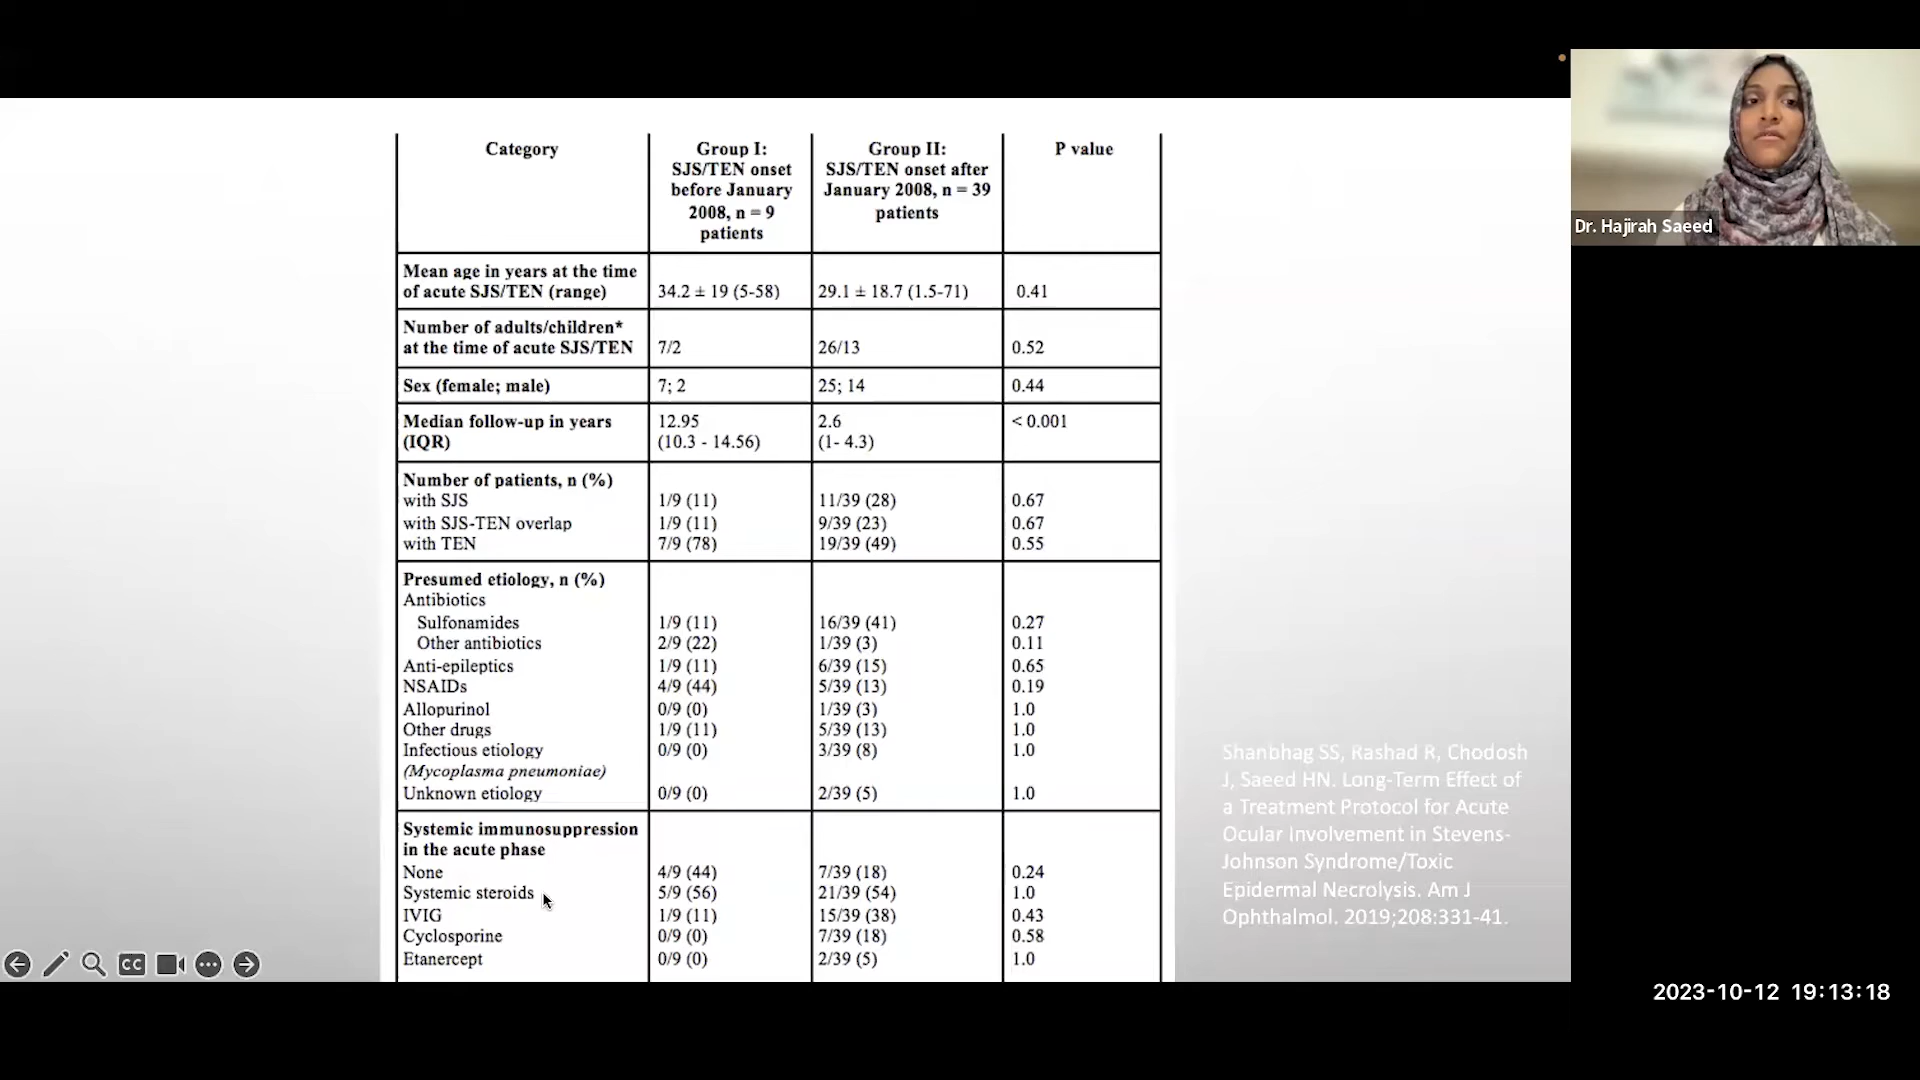 Category
Group I:
SJS/TEN onset
before January
2008, n = 9
patients
Group II:
SJS/TEN onset after
January 2008, n = 39
patients
P value
Mean age in years at the time
of acute SJS/TEN (range)
34.2 ± 19 (5-58)
29.1 ± 18.7 (1.5-71)
0.41
Number of adults/children*
at the time of acute SJS/TEN
7/2
26/13
0.52
Sex (female; male)
7; 2
25; 14
0.44
Median follow-up in years
(IQR)
12.95
(10.3 - 14.56)
2.6
(1- 4.3)
< 0.001
Number of patients, n (%)
with SJS 1/9 (11) 11/39 (28) 0.67
with SJS-TEN overlap 1/9 (11) 9/39 (23) 0.67
with TEN 7/9 (78) 19/39 (49) 0.55
Presumed etiology, n (%)
Antibiotics
Sulfonamides 1/9 (11) 16/39 (41) 0.27
Other antibiotics 2/9 (22) 1/39 (3) 0.11
Anti-epileptics 1/9 (11) 6/39 (15) 0.65
NSAIDs 4/9 (44) 5/39 (13) 0.19
Allopurinol 0/9 (0) 1/39 (3) 1.0
Other drugs 1/9 (11) 5/39 (13) 1.0
Infectious etiology 0/9 (0) 3/39 (8) 1.0
(Mycoplasma pneumoniae)
Unknown etiology 0/9 (0) 2/39 (5) 1.0
Systemic immunosuppression
in the acute phase
None 4/9 (44) 7/39 (18) 0.24
Systemic steroids 5/9 (56) 21/39 (54) 1.0
IVIG 1/9 (11) 15/39 (38) 0.43
Cyclosporine 0/9 (0) 7/39 (18) 0.58
Etanercept 0/9 (0) 2/39 (5) 1.0
Shanbhag SS, Rashad R, Chodosh
J, Saeed HN. Long-Term Effect of
a Treatment Protocol for Acute
Ocular Involvement in Stevens-
Johnson Syndrome/Toxic
Epidermal Necrolysis. Am J
Ophthalmol. 2019;208:331-41.
Dr. Hajirah Saeed
CC
2023-10-12 19:13:18